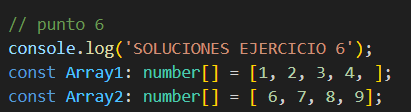 // punto 6
console.log('SOLUCIONES EJERCICIO 6');
const Array1: number[] = [1, 2, 3, 4, ];
const Array2: number[] = [ 6, 7, 8, 9];